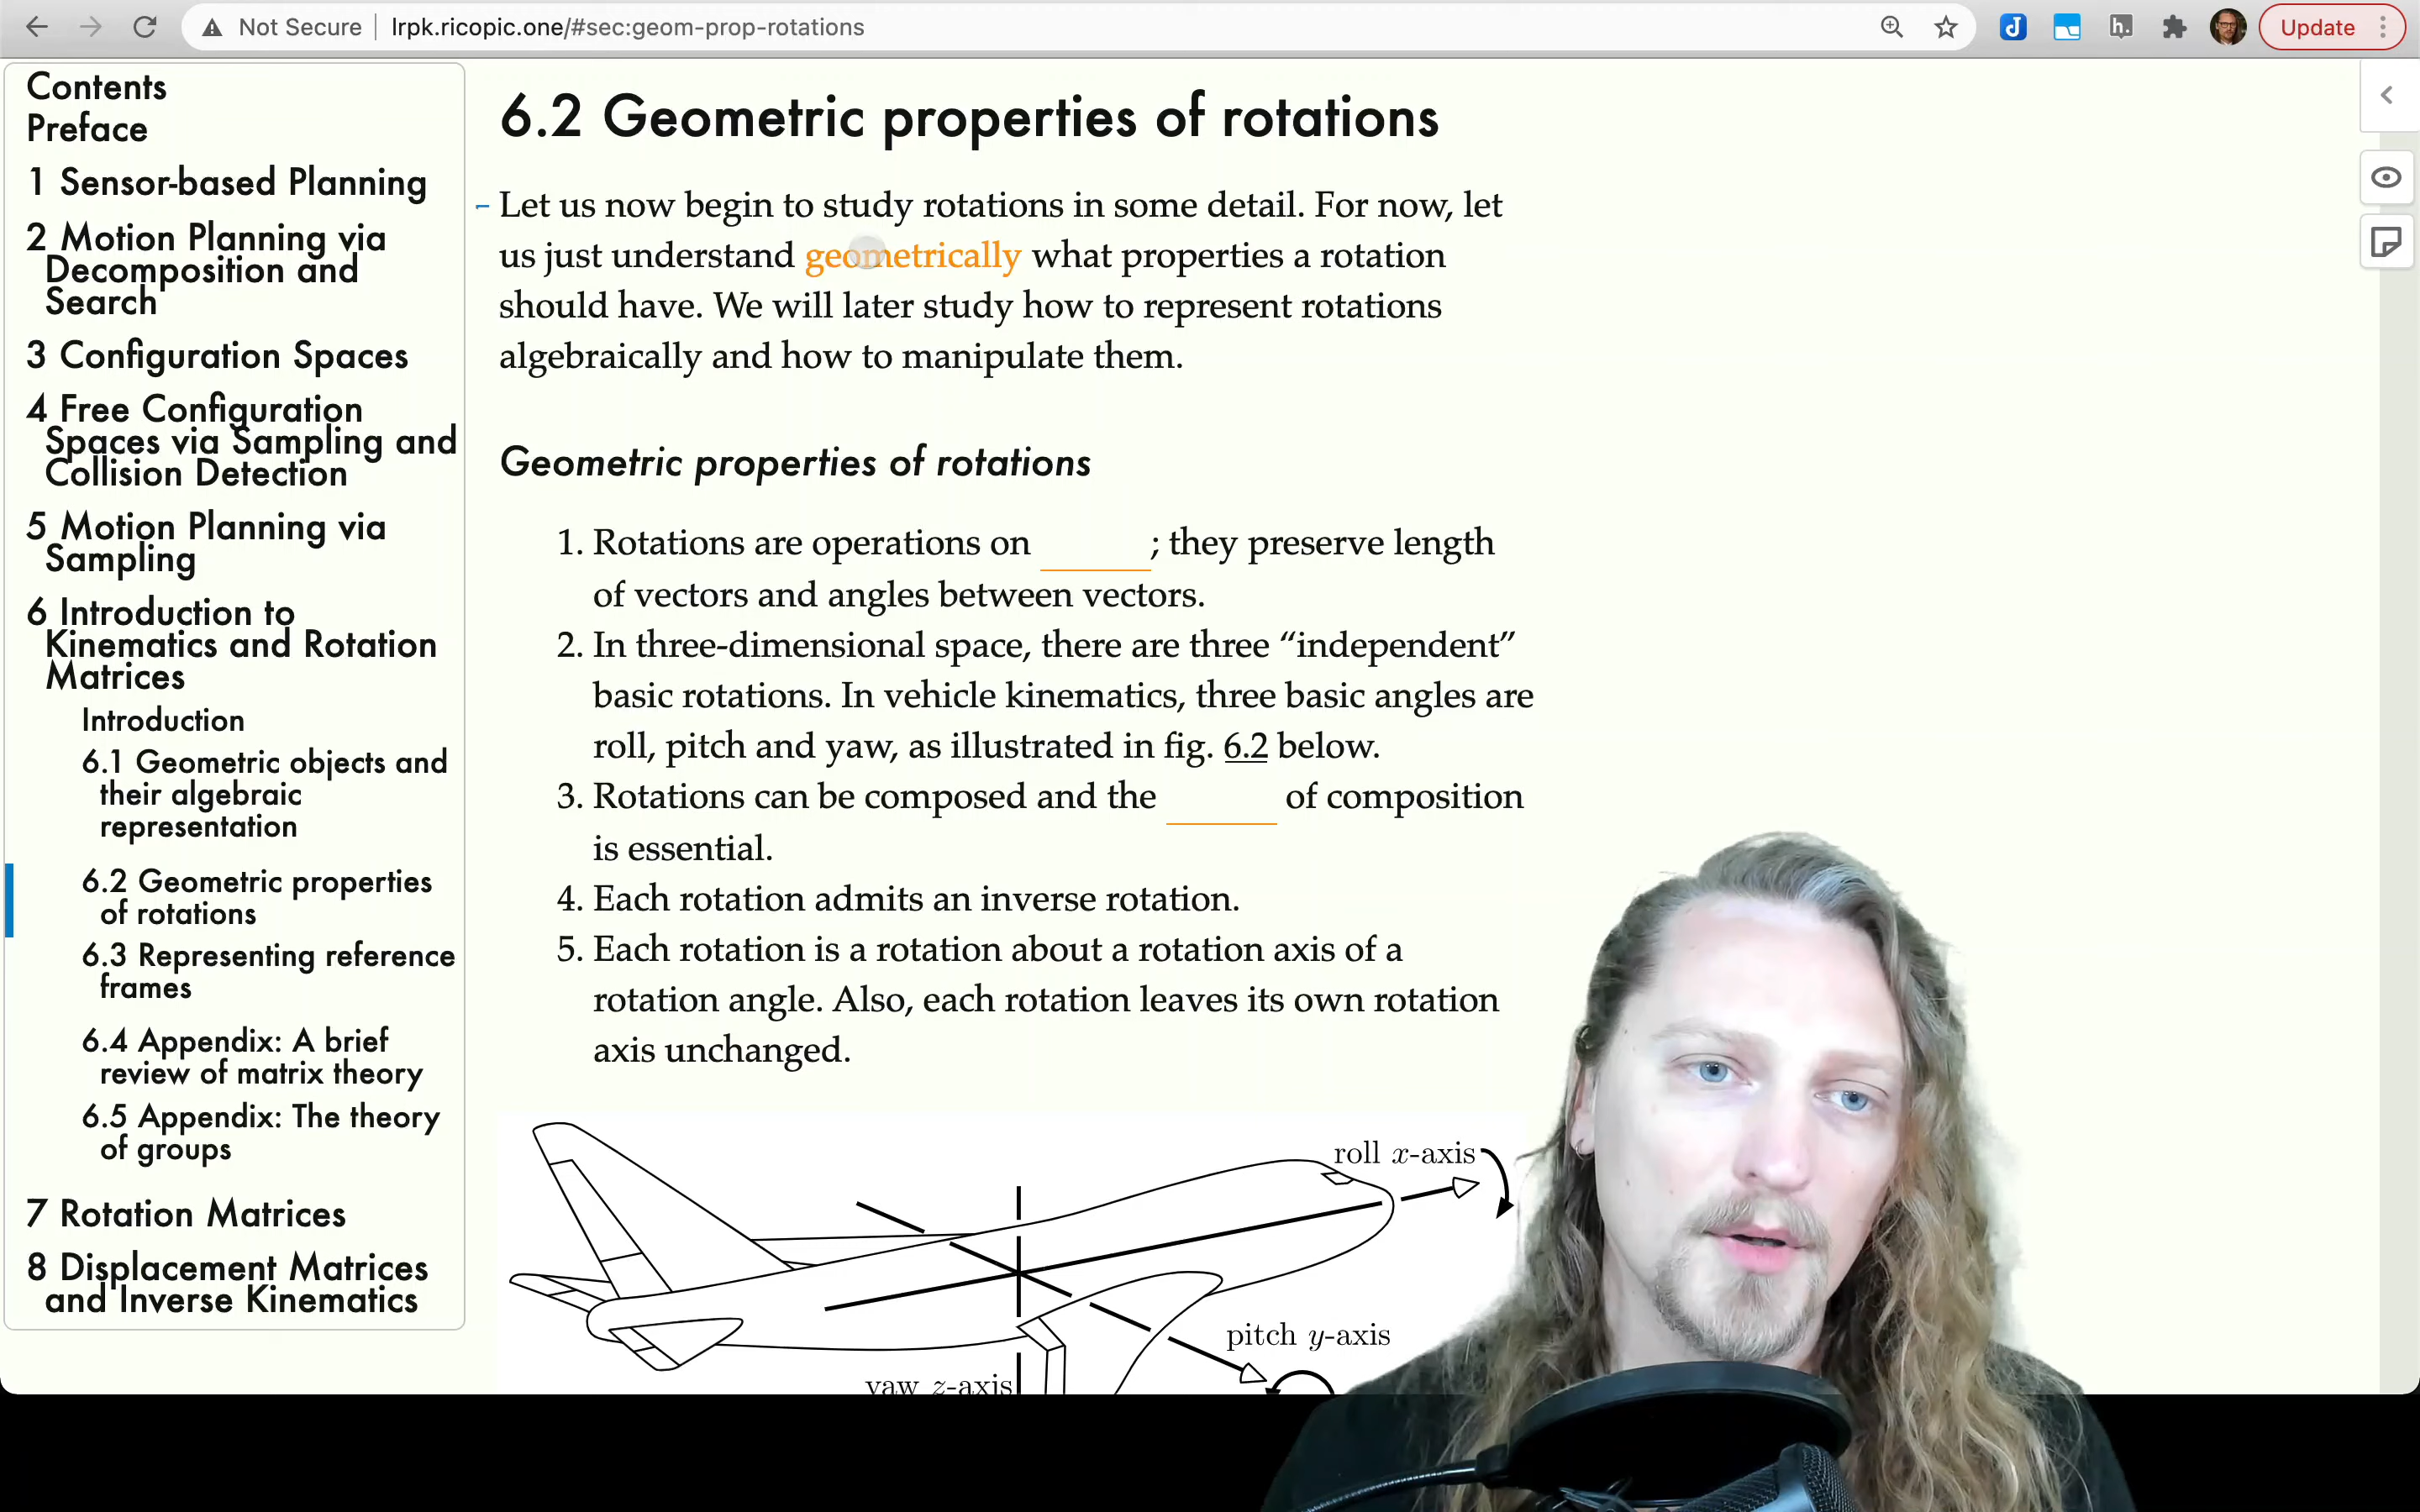 Not Secure
lrpk.ricopic.one/#sec:geom-prop-rotations
Update
Contents
Preface
1 Sensor-based Planning
2 Motion Planning via
Decomposition and
Search
3 Configuration Spaces
4 Free Configuration
Spaces via Sampling and
Collision Detection
5 Motion Planning via
Sampling
6 Introduction to
Kinematics and Rotation
Matrices
Introduction
6.1 Geometric objects and
their algebraic
representation
6.2 Geometric properties
of rotations
6.3 Representing reference
frames
6.4 Appendix: A brief
review of matrix theory
6.5 Appendix: The theory
of groups
7 Rotation Matrices
8 Displacement Matrices
and Inverse Kinematics
6.2 Geometric properties of rotations
Let us now begin to study rotations in some detail. For now, let
us just understand geometrically what properties a rotation
should have. We will later study how to represent rotations
algebraically and how to manipulate them.
Geometric properties of rotations
1. Rotations are operations on ______; they preserve length
of vectors and angles between vectors.
2. In three-dimensional space, there are three “independent”
basic rotations. In vehicle kinematics, three basic angles are
roll, pitch and yaw, as illustrated in fig. 6.2 below.
3. Rotations can be composed and the ______ of composition
is essential.
4. Each rotation admits an inverse rotation.
5. Each rotation is a rotation about a rotation axis of a
rotation angle. Also, each rotation leaves its own rotation
axis unchanged.
roll x-axis
pitch y-axis
yaw z-axis